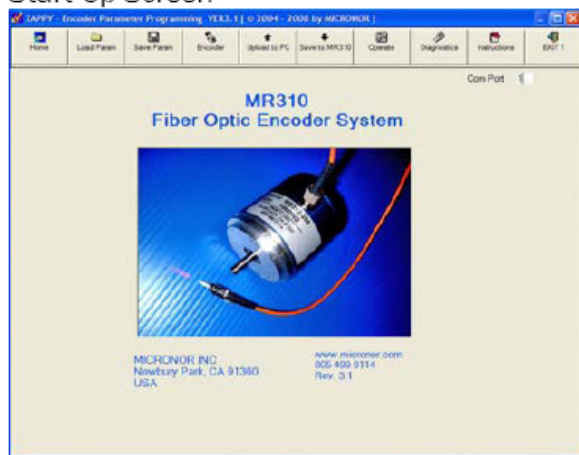 Start Up Screen
ZAPPY - Encoder Parameter Programming VER3.1 [ © 2004 - 2008 by MICRONOR ]
Home Load Param Save Param Encoder Upload to PC Save to MR310 Operate Diagnostics Instructions EXIT !
Com Port 1
MR310
Fiber Optic Encoder System
MICRONOR INC
Newbury Park, CA 91360
USA
www.micronor.com
805 499 0114
Rev. 3.1